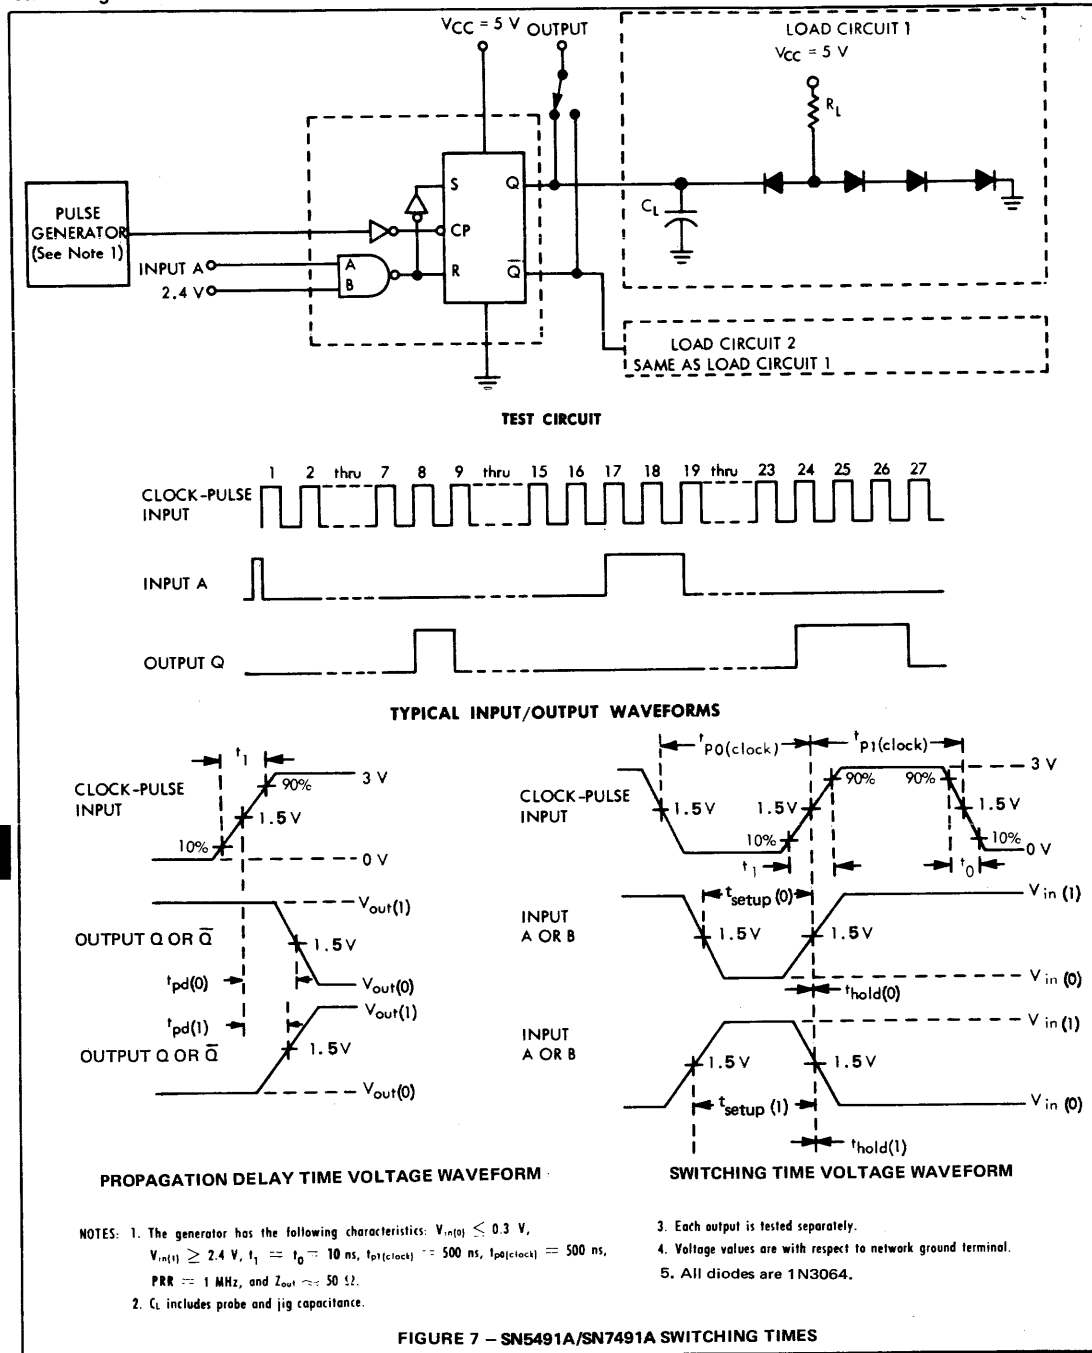 VCC = 5 V OUTPUT
LOAD CIRCUIT 1
VCC = 5 V
RL
PULSE
GENERATOR
(See Note 1)
S
Q
CP
CL
INPUT A
A
R
Q̅
2.4 V
B
LOAD CIRCUIT 2
SAME AS LOAD CIRCUIT 1
TEST CIRCUIT
1 2 thru 7 8 9 thru 15 16 17 18 19 thru 23 24 25 26 27
CLOCK-PULSE
INPUT
INPUT A
OUTPUT Q
TYPICAL INPUT/OUTPUT WAVEFORMS
t1
CLOCK-PULSE
INPUT
3 V
90%
1.5V
10%
0 V
Vout(1)
OUTPUT Q OR Q̅
1.5V
tpd(0)
Vout(0)
Vout(1)
tpd(1)
OUTPUT Q OR Q̅
1.5V
Vout(0)
PROPAGATION DELAY TIME VOLTAGE WAVEFORM
tP0(clock)
tp1(clock)
3 V
CLOCK-PULSE
INPUT
90%
90%
1.5V
1.5V
1.5V
10%
10%
0 V
t1
t0
tsetup (0)
Vin (1)
INPUT
A OR B
1.5V
1.5V
Vin (0)
thold(0)
Vin (1)
INPUT
A OR B
1.5V
1.5V
tsetup (1)
Vin (0)
thold(1)
SWITCHING TIME VOLTAGE WAVEFORM
NOTES: 1. The generator has the following characteristics: Vin(0) ≤ 0.3 V,
Vin(1) ≥ 2.4 V, t1 = t0 = 10 ns, tp1(clock) = 500 ns, tp0(clock) = 500 ns,
PRR = 1 MHz, and Zout ≈ 50 Ω.
2. CL includes probe and jig capacitance.
3. Each output is tested separately.
4. Voltage values are with respect to network ground terminal.
5. All diodes are 1N3064.
FIGURE 7 – SN5491A/SN7491A SWITCHING TIMES